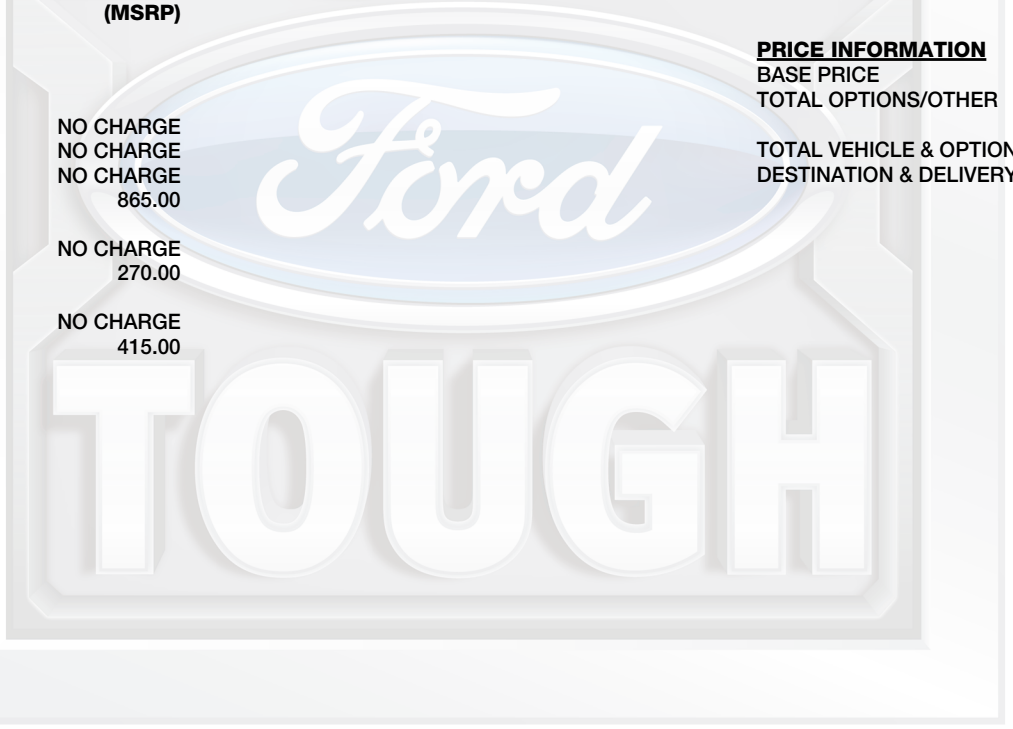 (MSRP)
NO CHARGE
NO CHARGE
NO CHARGE
865.00
NO CHARGE
270.00
NO CHARGE
415.00
PRICE INFORMATION
BASE PRICE
TOTAL OPTIONS/OTHER
TOTAL VEHICLE & OPTION
DESTINATION & DELIVERY
Ford
TOUGH